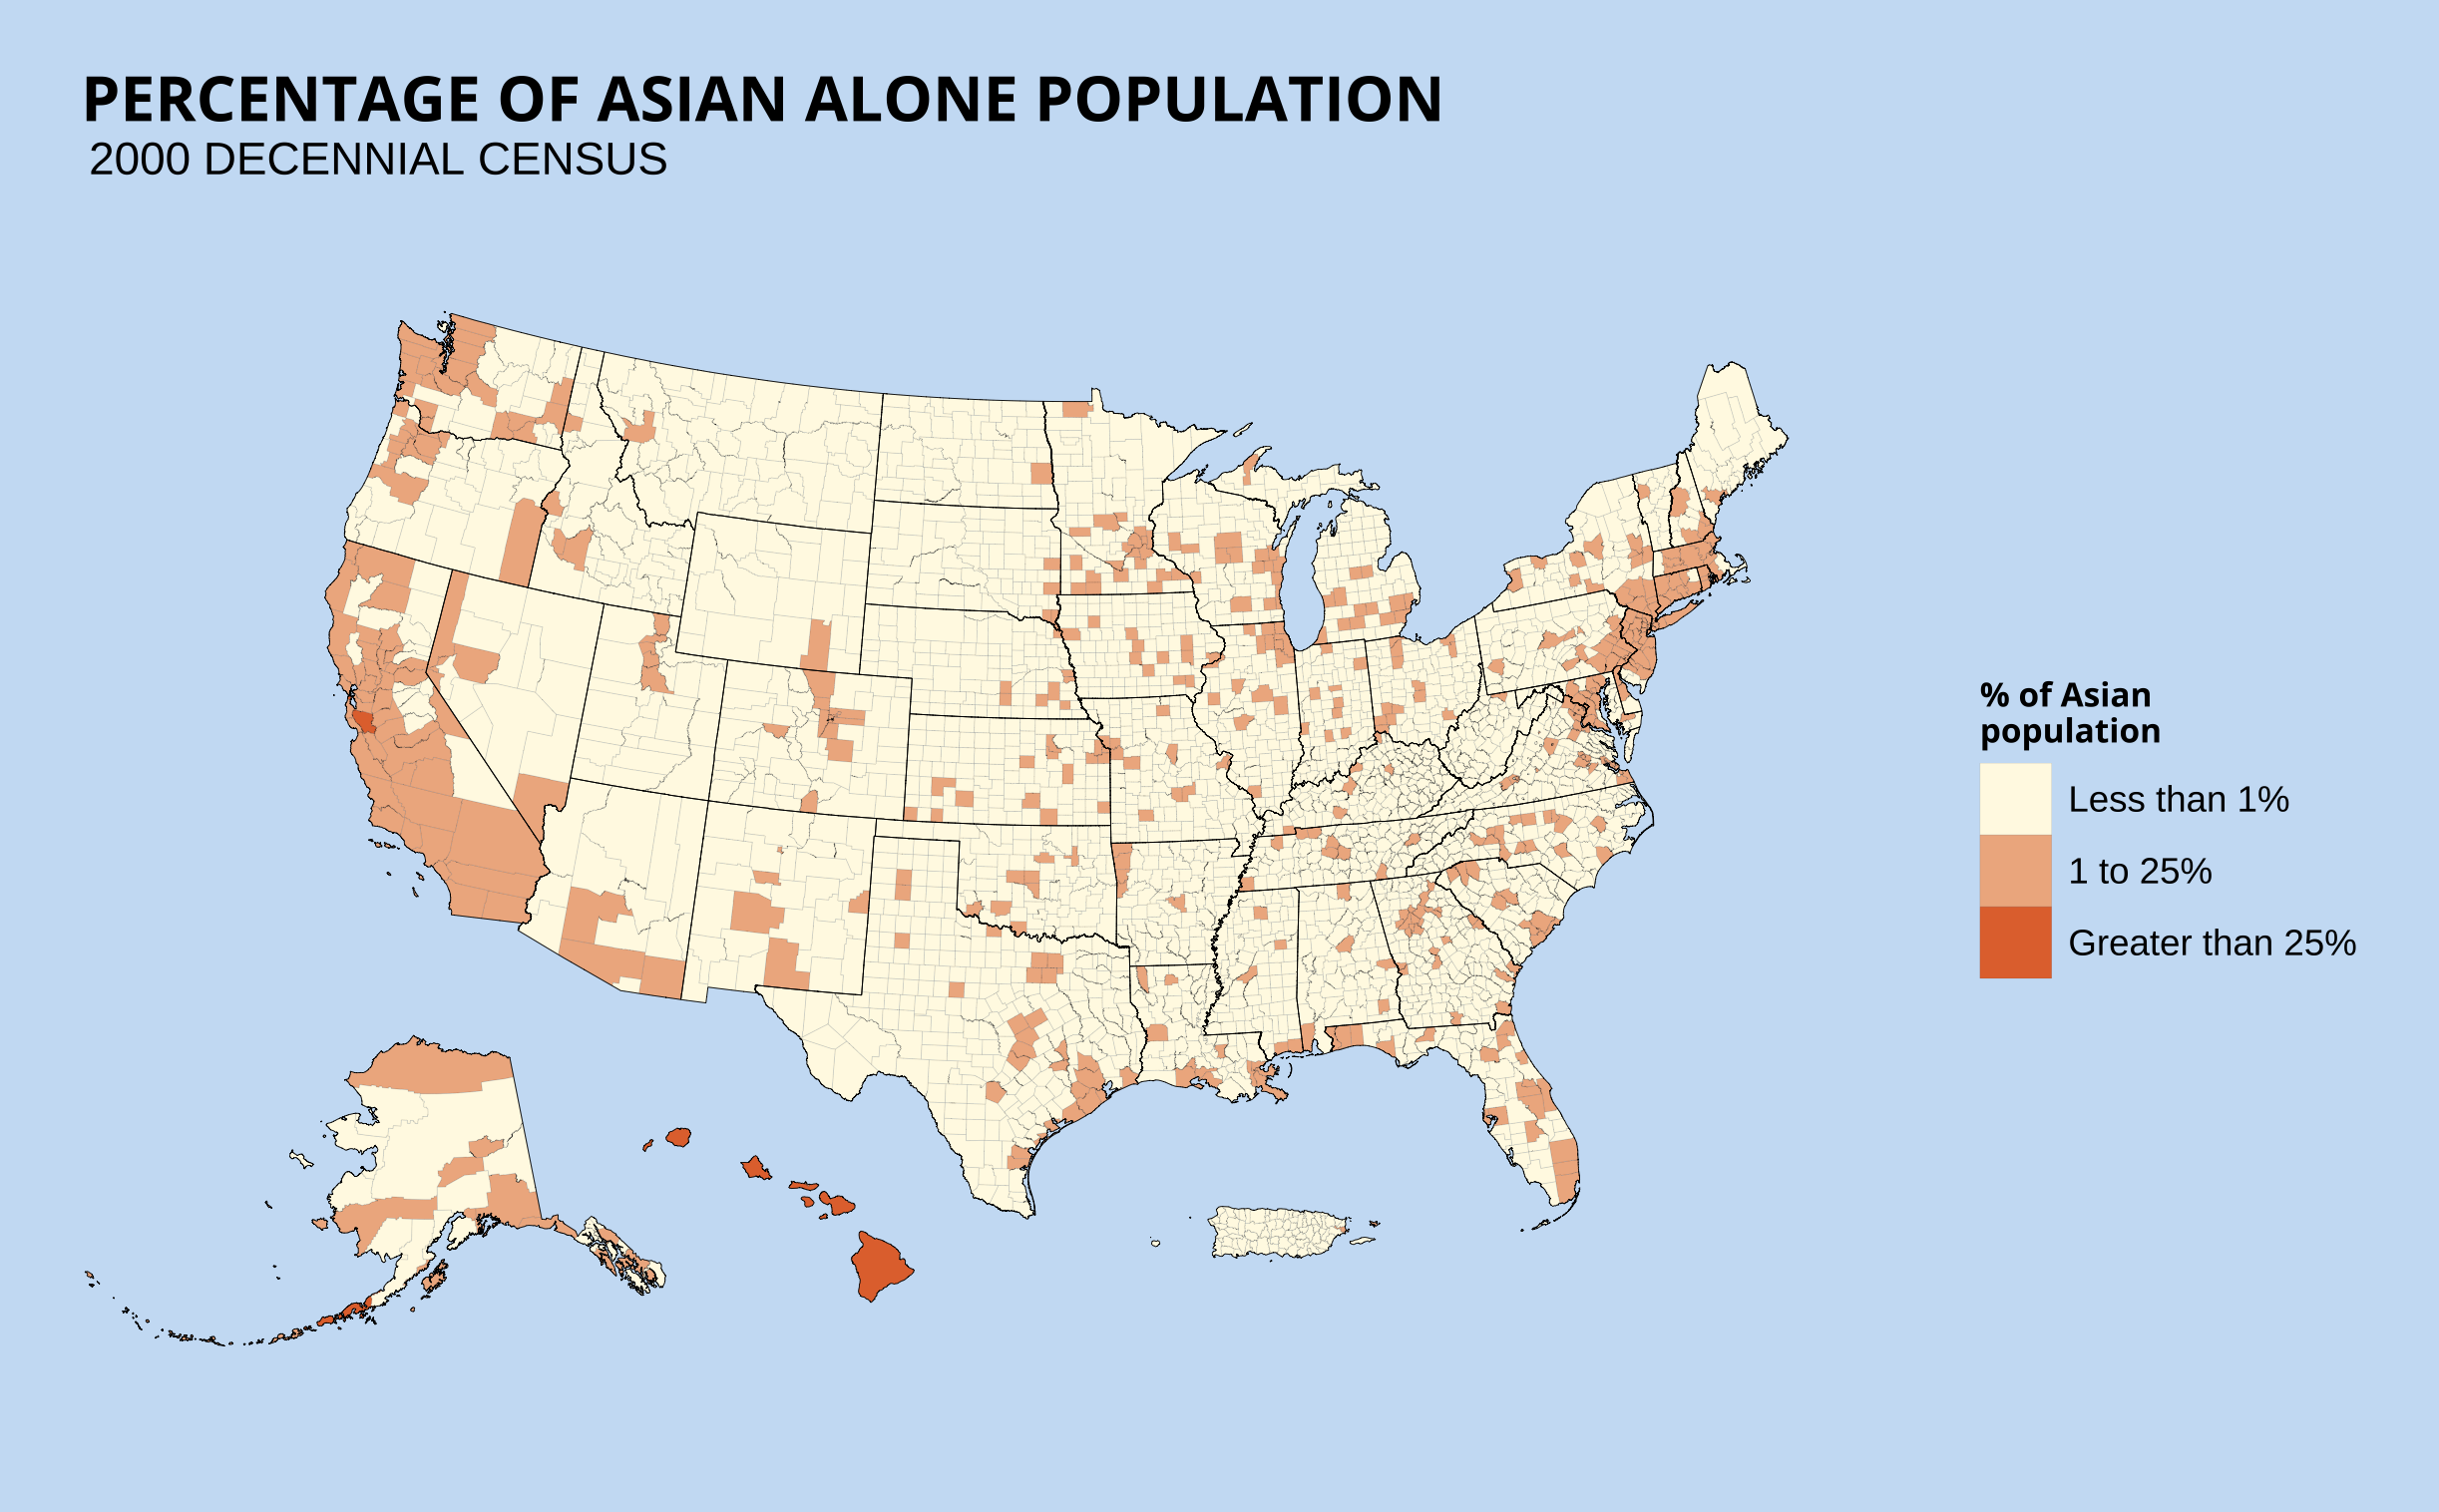 PERCENTAGE OF ASIAN ALONE POPULATION
2000 DECENNIAL CENSUS
% of Asian
population
Less than 1%
1 to 25%
Greater than 25%